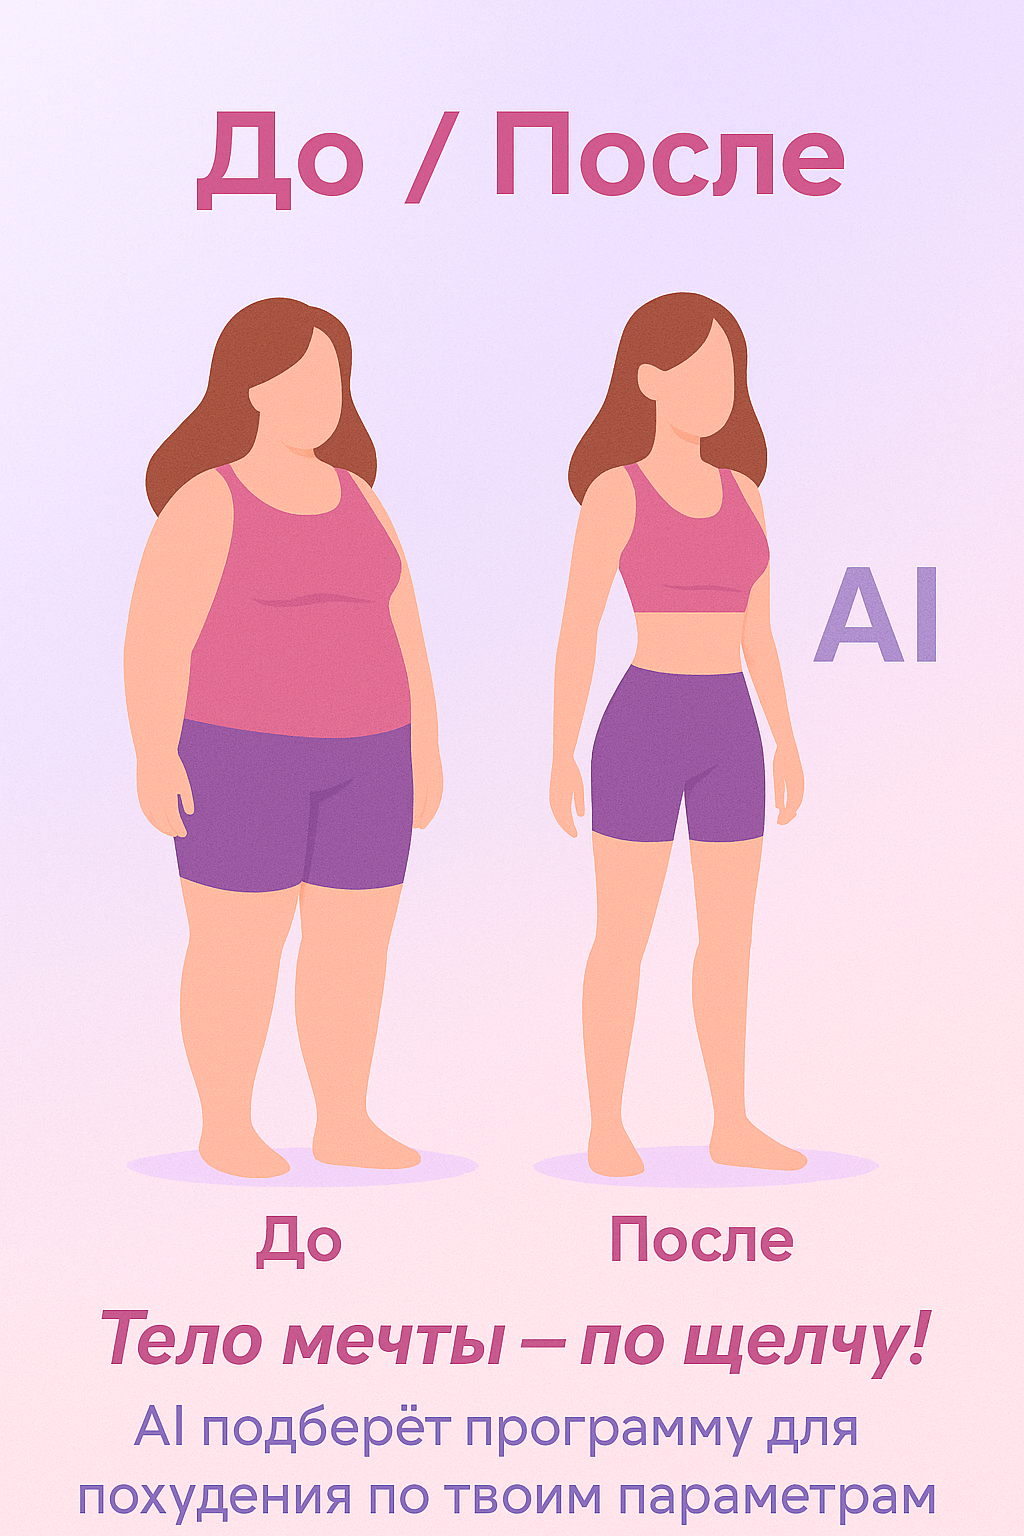 До / После
AI
До
После
Тело мечты – по щелчу!
AI подберёт программу для
похудения по твоим параметрам